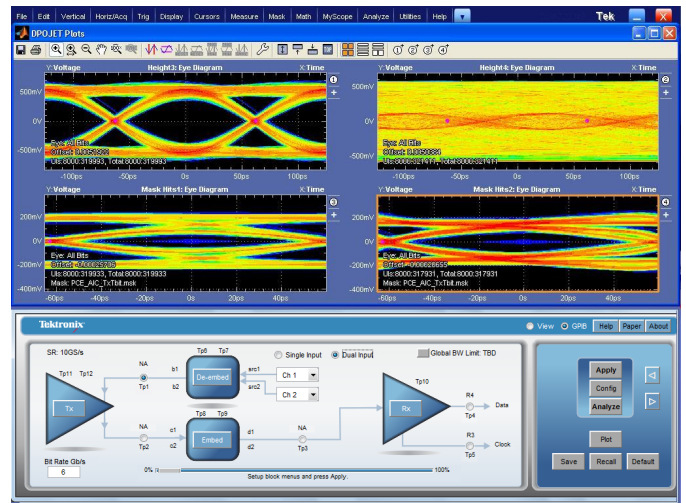 File Edit Vertical Horiz/Acq Trig Display Cursors Measure Mask Math MyScope Analyze Utilities Help Tek
DPOJET Plots
Y:Voltage Height3: Eye Diagram X:Time
500mV
0V
-500mV
Eye: All Bits
UIs:8000:319993, Total:8000:319993
-100ps -50ps 0s 50ps 100ps
Y:Voltage Height4: Eye Diagram X:Time
500mV
0V
-500mV
Eye: All Bits
UIs:8006:321411, Total:8006:321411
-100ps -50ps 0s 50ps 100ps
Y:Voltage Mask Hits1: Eye Diagram X:Time
200mV
0V
-200mV
-400mV
Eye: All Bits
UIs:8000:319933, Total:8000:319933
Mask: PCE_AIC_TxTbit.msk
-60ps -40ps -20ps 0s 20ps 40ps
Y:Voltage Mask Hits2: Eye Diagram X:Time
200mV
0V
-200mV
-400mV
Eye: All Bits
UIs:8000:317931, Total:8000:317931
Mask: PCE_AIC_TxTbit.msk
-60ps -40ps -20ps 0s 20ps 40ps
Tektronix View GPIB Help Paper About
SR: 10GS/s
Tp11 Tp12
Tx
Bit Rate Gb/s
6
NA
Tp1
NA
Tp2
Tp6 Tp7
b1
b2
De-embed
src1
src2
Single Input Dual Input
Ch 1
Ch 2
Global BW Limit: TBD
Tp8 Tp9
c1
c2
Embed
d1
d2
NA
Tp3
Tp10
Rx
R4
Tp4
Data
R3
Tp5
Clock
0% 100%
Setup block menus and press Apply.
Apply
Config
Analyze
Plot
Save Recall Default